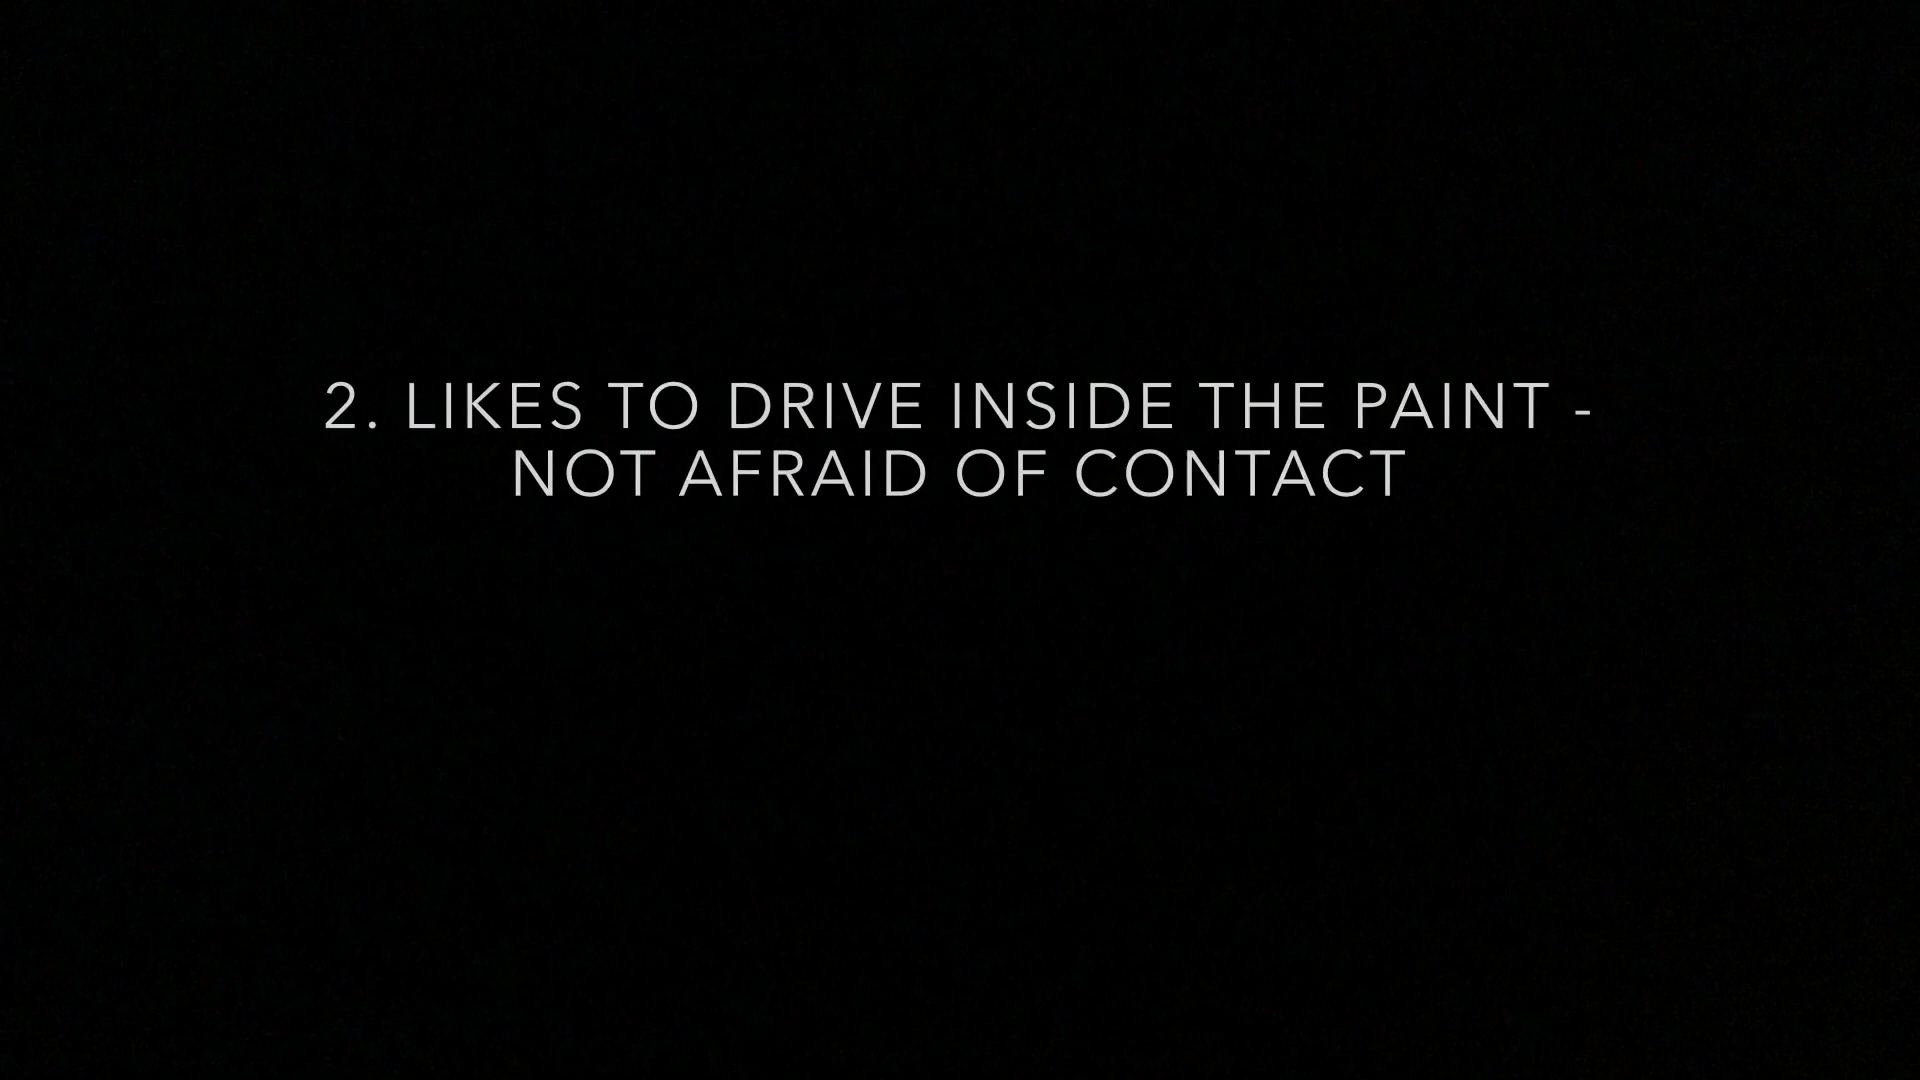 2. LIKES TO DRIVE INSIDE THE PAINT -
NOT AFRAID OF CONTACT